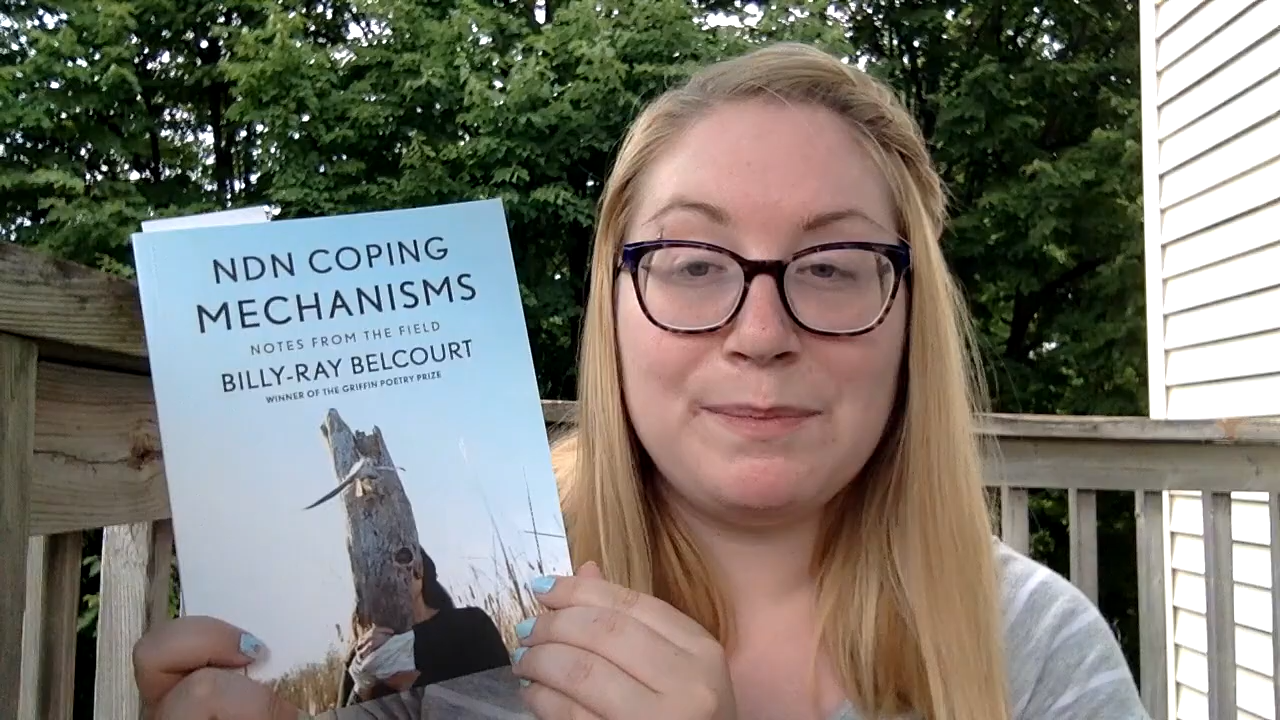 NDN COPING
MECHANISMS
NOTES FROM THE FIELD
BILLY-RAY BELCOURT
WINNER OF THE GRIFFIN POETRY PRIZE